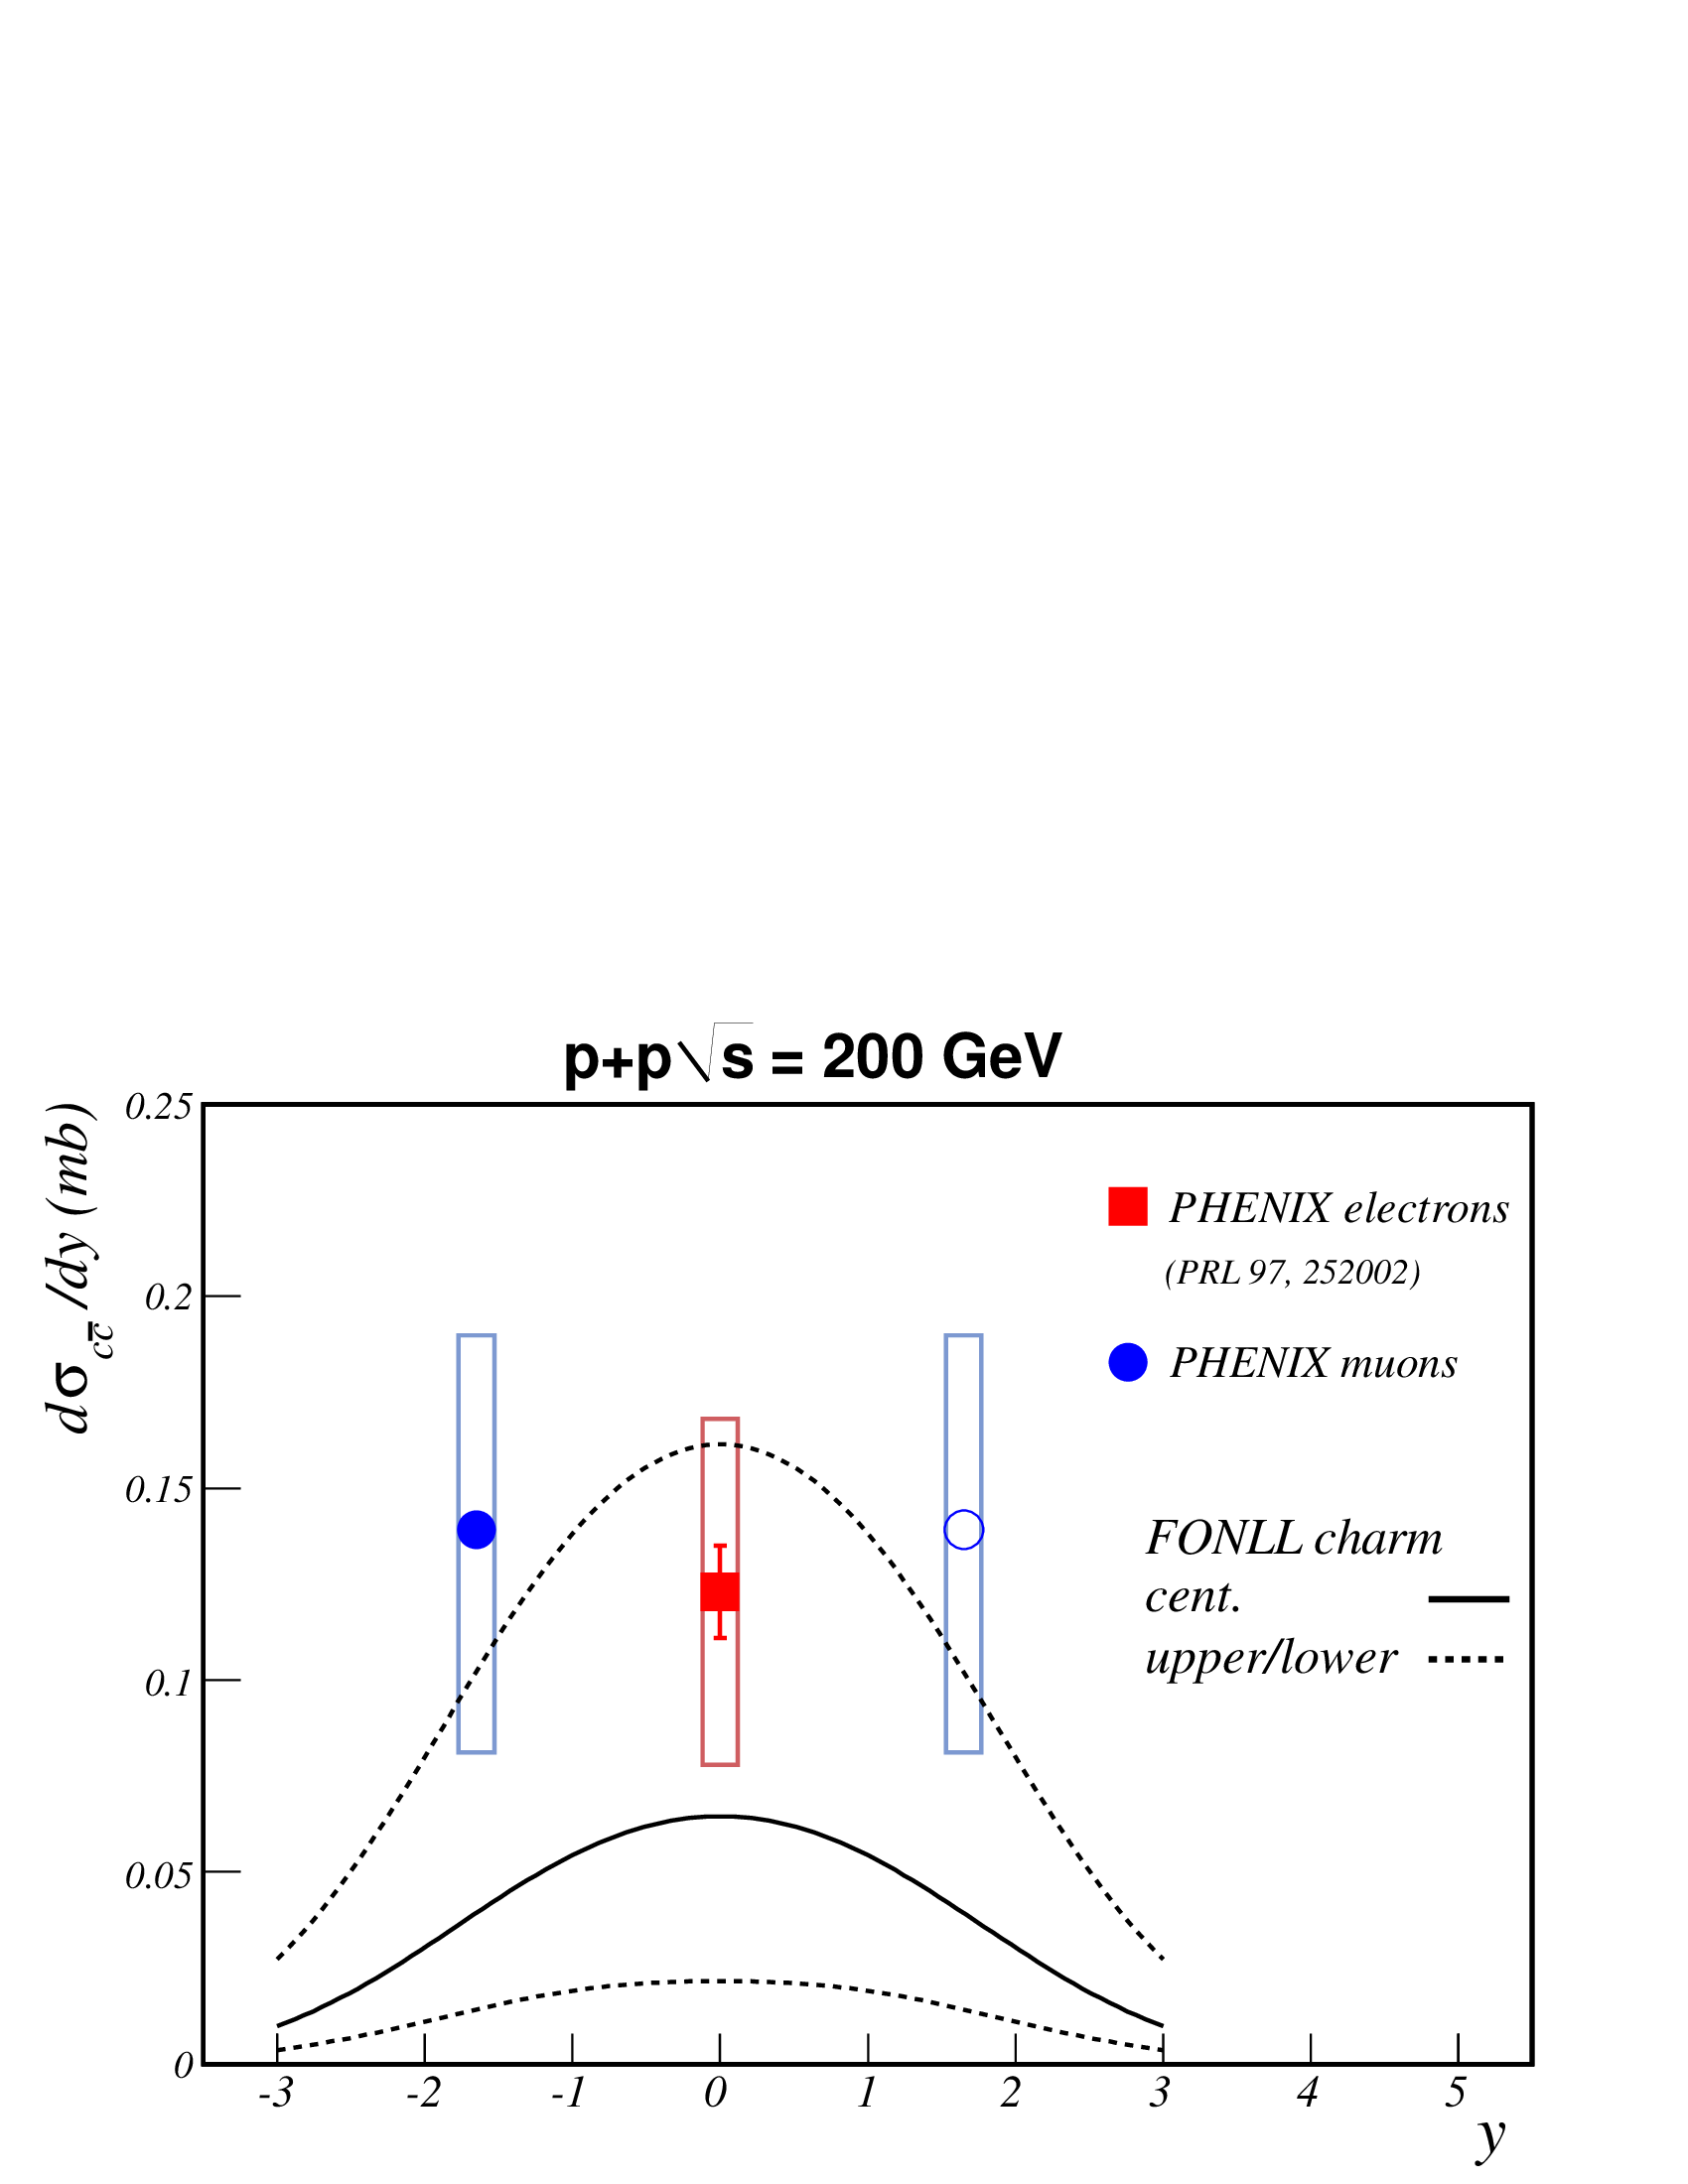 p+p √s = 200 GeV
dσcc̅ /dy (mb)
0.25
0.2
0.15
0.1
0.05
0
PHENIX electrons
(PRL 97, 252002)
PHENIX muons
FONLL charm
cent.
upper/lower
-3 -2 -1 0 1 2 3 4 5
y